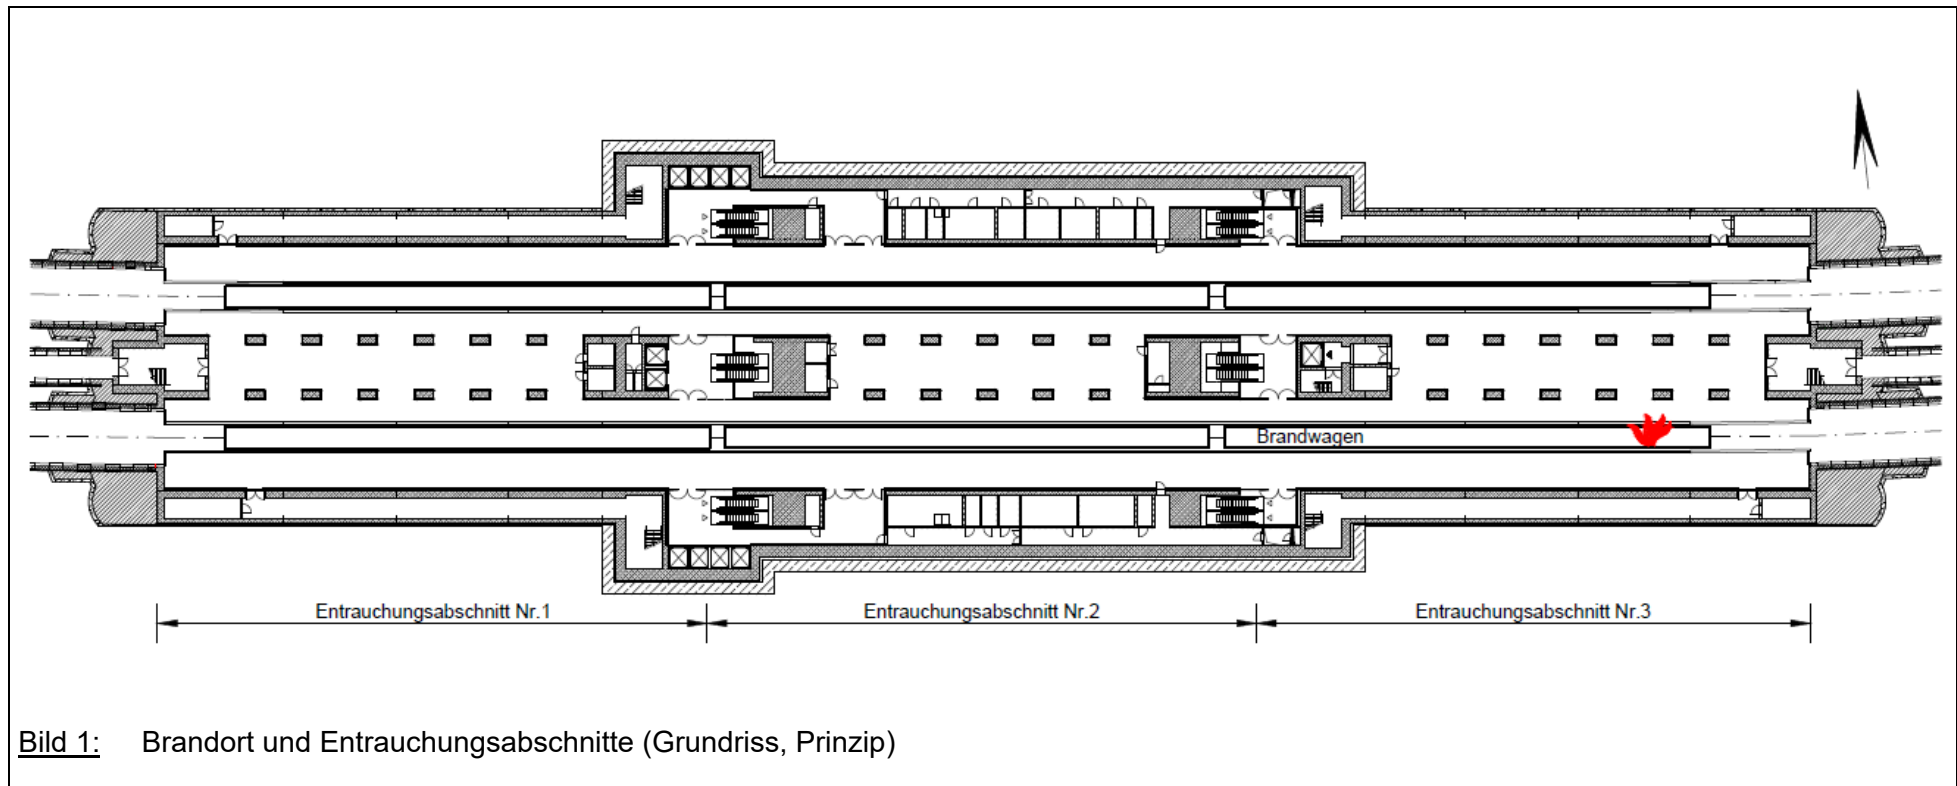 Brandwagen
Entrauchungsabschnitt Nr.1 Entrauchungsabschnitt Nr.2 Entrauchungsabschnitt Nr.3
Bild 1: Brandort und Entrauchungsabschnitte (Grundriss, Prinzip)